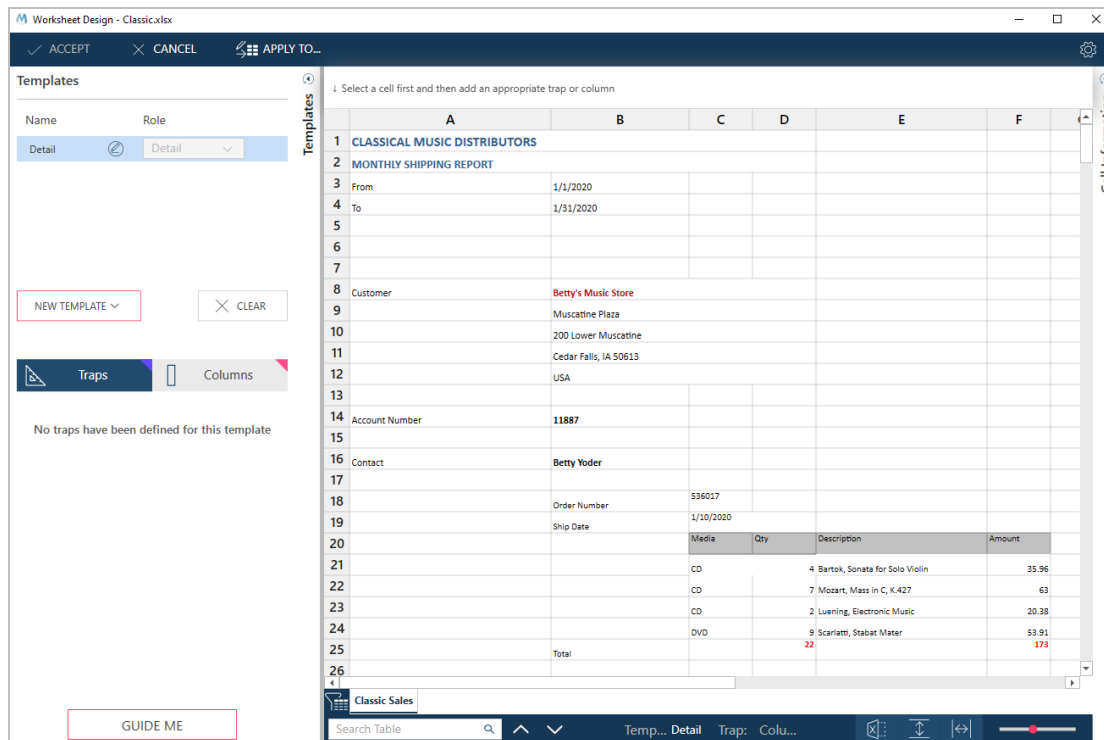 Worksheet Design - Classic.xlsx
ACCEPT CANCEL APPLY TO...
Templates
Name Role
Detail Detail
NEW TEMPLATE CLEAR
Traps Columns
No traps have been defined for this template
GUIDE ME
Templates
↓ Select a cell first and then add an appropriate trap or column
A B C D E F
1 CLASSICAL MUSIC DISTRIBUTORS
2 MONTHLY SHIPPING REPORT
3 From 1/1/2020
4 To 1/31/2020
5
6
7
8 Customer Betty's Music Store
9 Muscatine Plaza
10 200 Lower Muscatine
11 Cedar Falls, IA 50613
12 USA
13
14 Account Number 11887
15
16 Contact Betty Yoder
17
18 Order Number 536017
19 Ship Date 1/10/2020
20 Media Qty Description Amount
21 CD 4 Bartok, Sonata for Solo Violin 35.96
22 CD 7 Mozart, Mass in C, K.427 63
23 CD 2 Luening, Electronic Music 20.38
24 DVD 9 Scarlatti, Stabat Mater 53.91
25 Total 22 173
26
Classic Sales
Search Table Temp... Detail Trap: Colu...